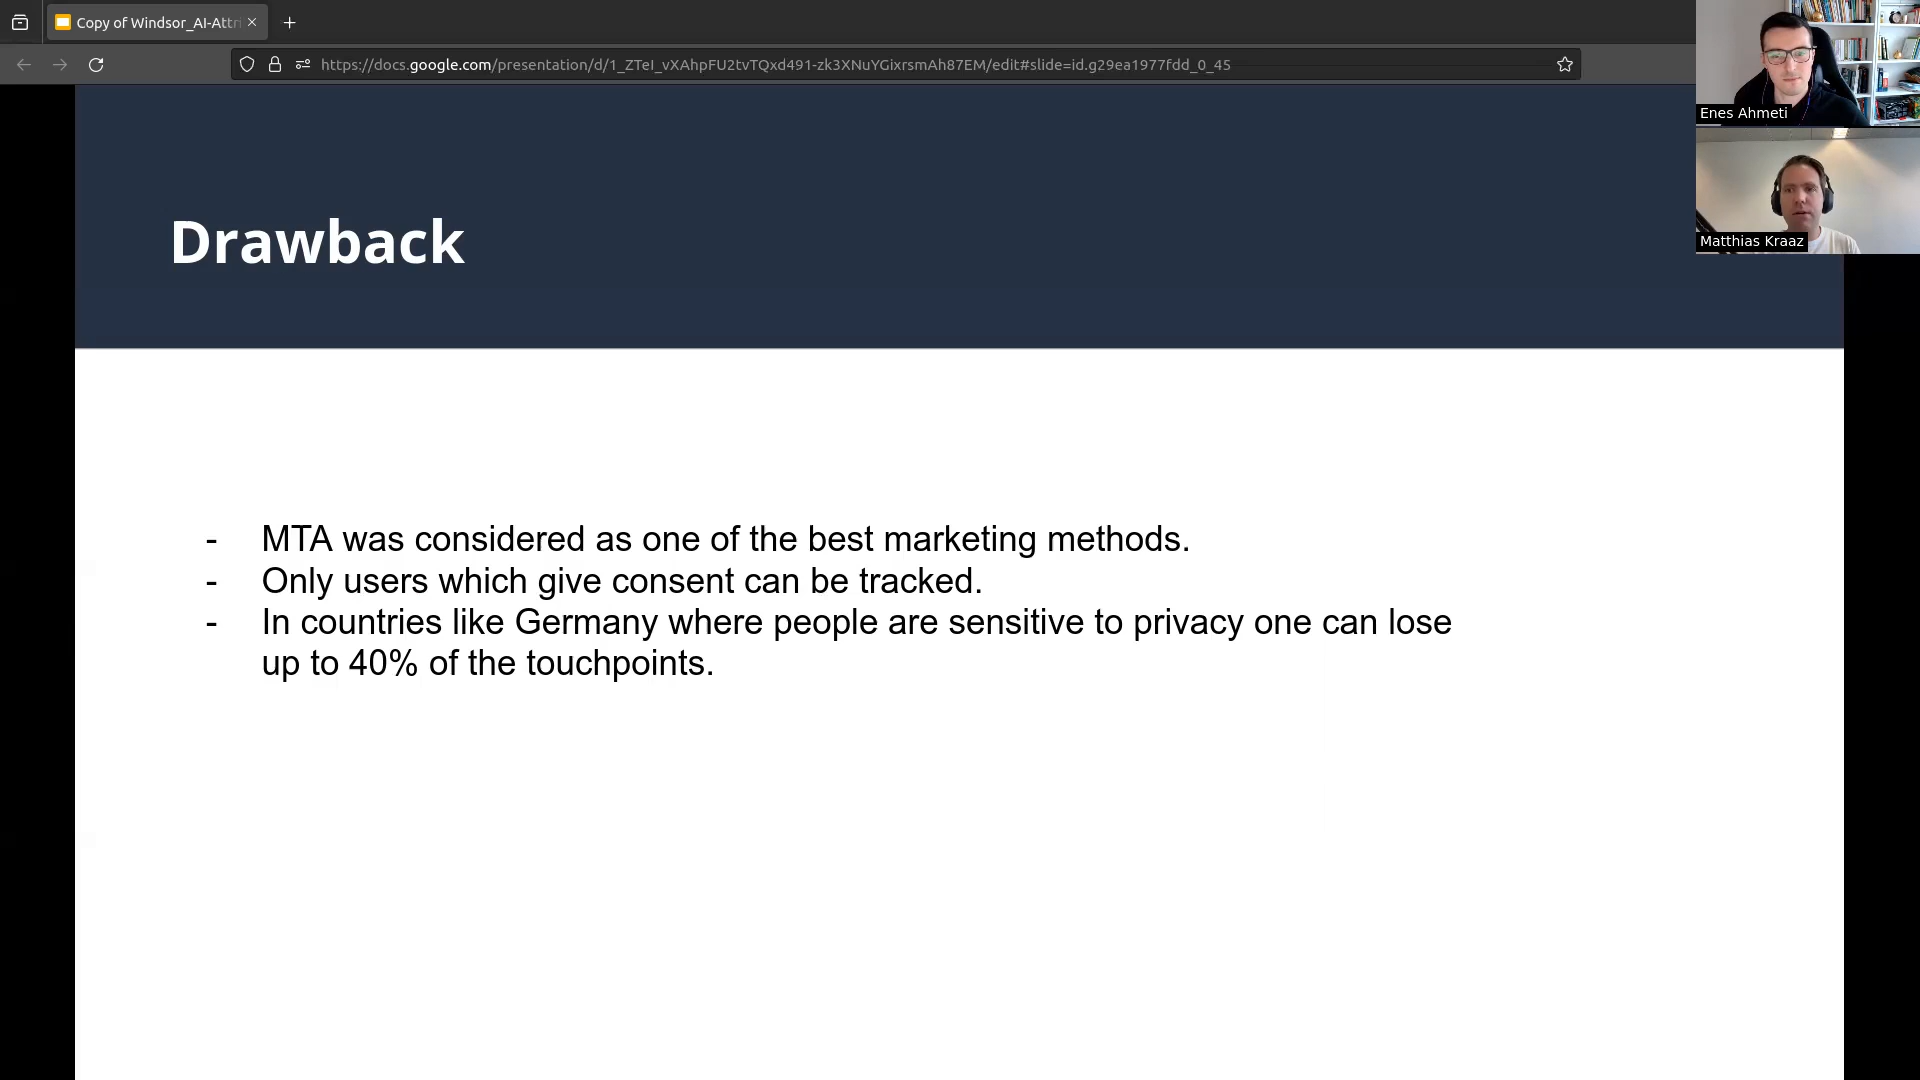 Copy of Windsor_AI-Attri
https://docs.google.com/presentation/d/1_ZTeI_vXAhpFU2tvTQxd491-zk3XNuYGixrsmAh87EM/edit#slide=id.g29ea1977fdd_0_45
Enes Ahmeti
Matthias Kraaz
Drawback
- MTA was considered as one of the best marketing methods.
- Only users which give consent can be tracked.
- In countries like Germany where people are sensitive to privacy one can lose
up to 40% of the touchpoints.